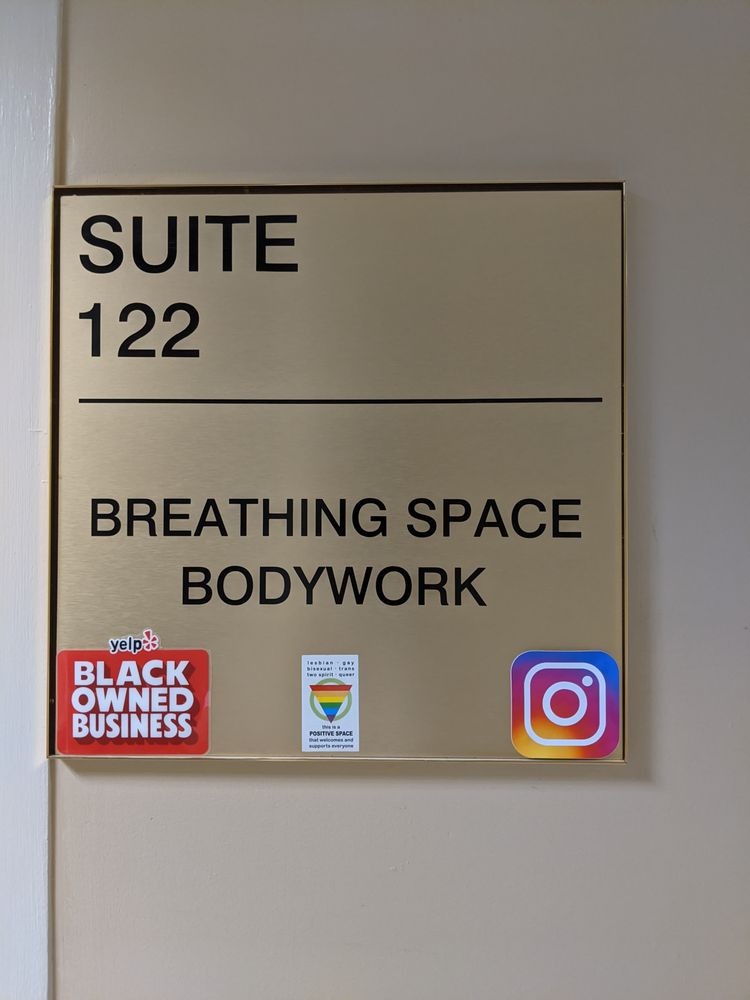 SUITE
122
BREATHING SPACE
BODYWORK
yelp
BLACK
OWNED
BUSINESS
lesbian · gay
bisexual · trans
two spirit · queer
this is a
POSITIVE SPACE
that welcomes and
supports everyone